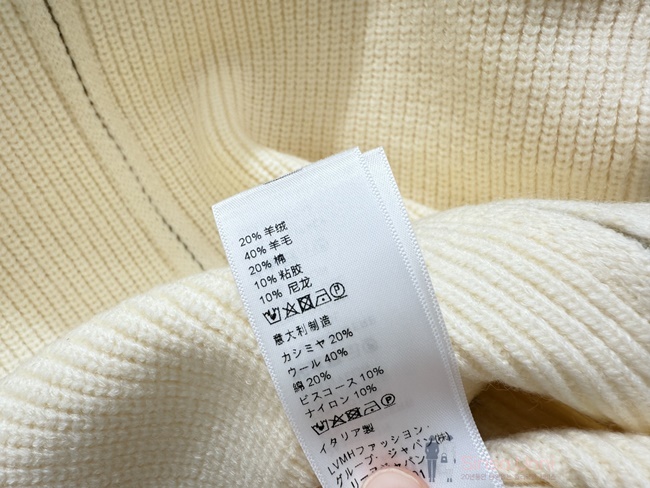 20% 羊绒
40% 羊毛
20% 棉
10% 粘胶
10% 尼龙
意大利制造
カシミヤ 20%
ウール 40%
綿 20%
ビスコース 10%
ナイロン 10%
イタリア製
LVMHファッション・
グループ・ジャパン(株)